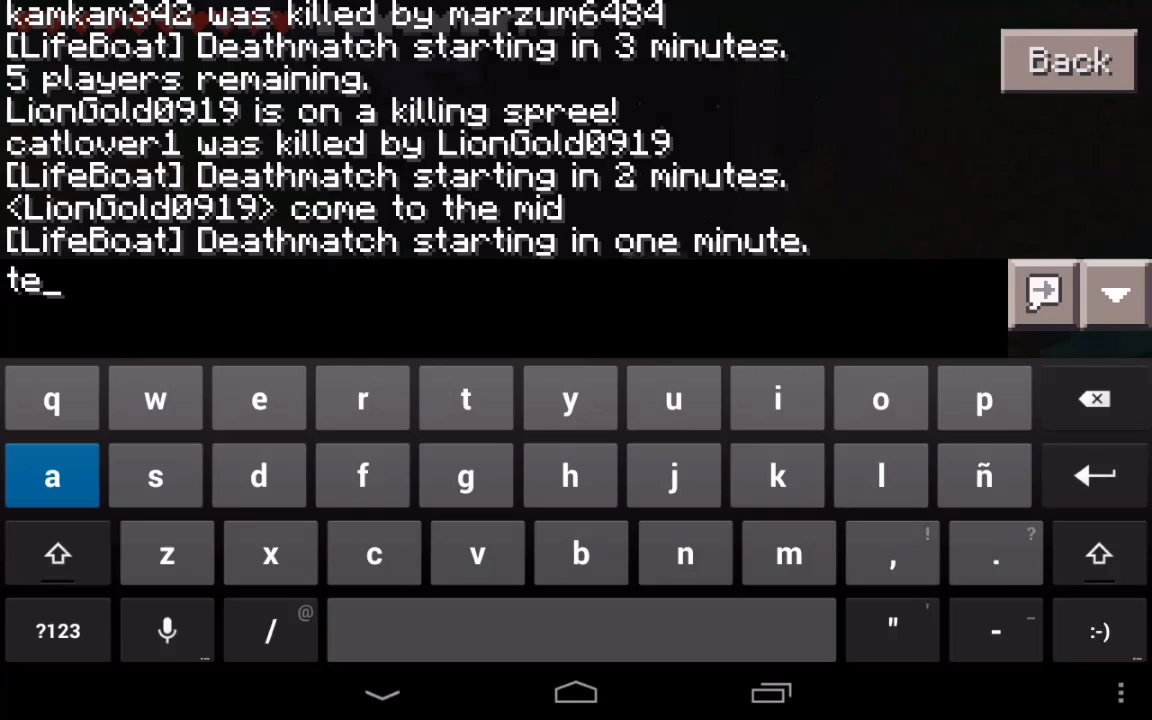 kamkam342 was killed by marzum6484
[LifeBoat] Deathmatch starting in 3 minutes.
5 players remaining.
LionGold0919 is on a killing spree!
catlover1 was killed by LionGold0919
[LifeBoat] Deathmatch starting in 2 minutes.
<LionGold0919> come to the mid
[LifeBoat] Deathmatch starting in one minute.
Back
te_
q w e r t y u i o p
a s d f g h j k l ñ
z x c v b n m , ! . ?
?123 / @ " ' - _ :-)